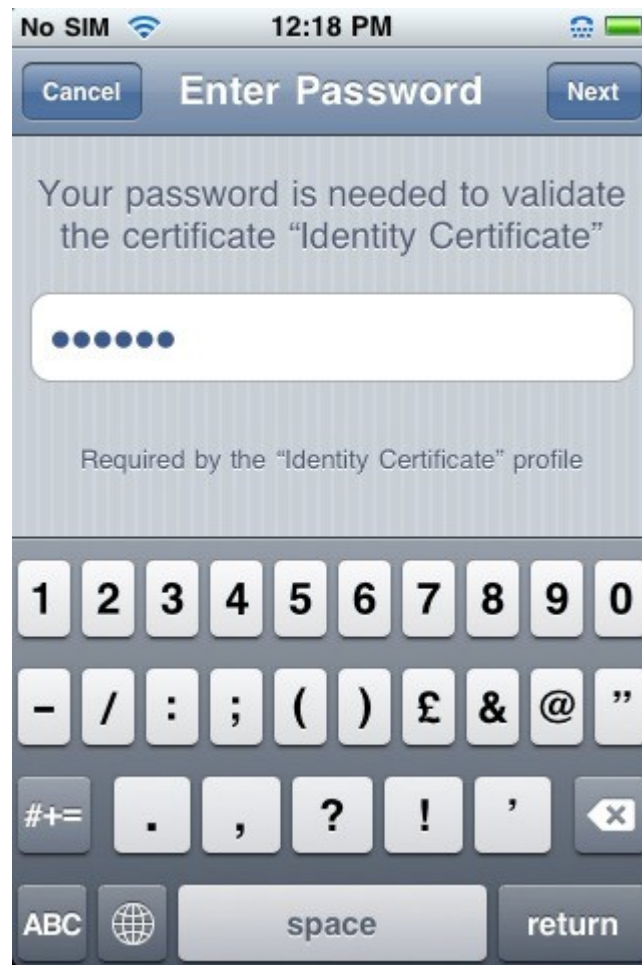 No SIM 12:18 PM
Cancel Enter Password Next
Your password is needed to validate
the certificate “Identity Certificate”
••••••
Required by the “Identity Certificate” profile
1 2 3 4 5 6 7 8 9 0
- / : ; ( ) £ & @ ”
#+= . , ? ! ’
ABC space return